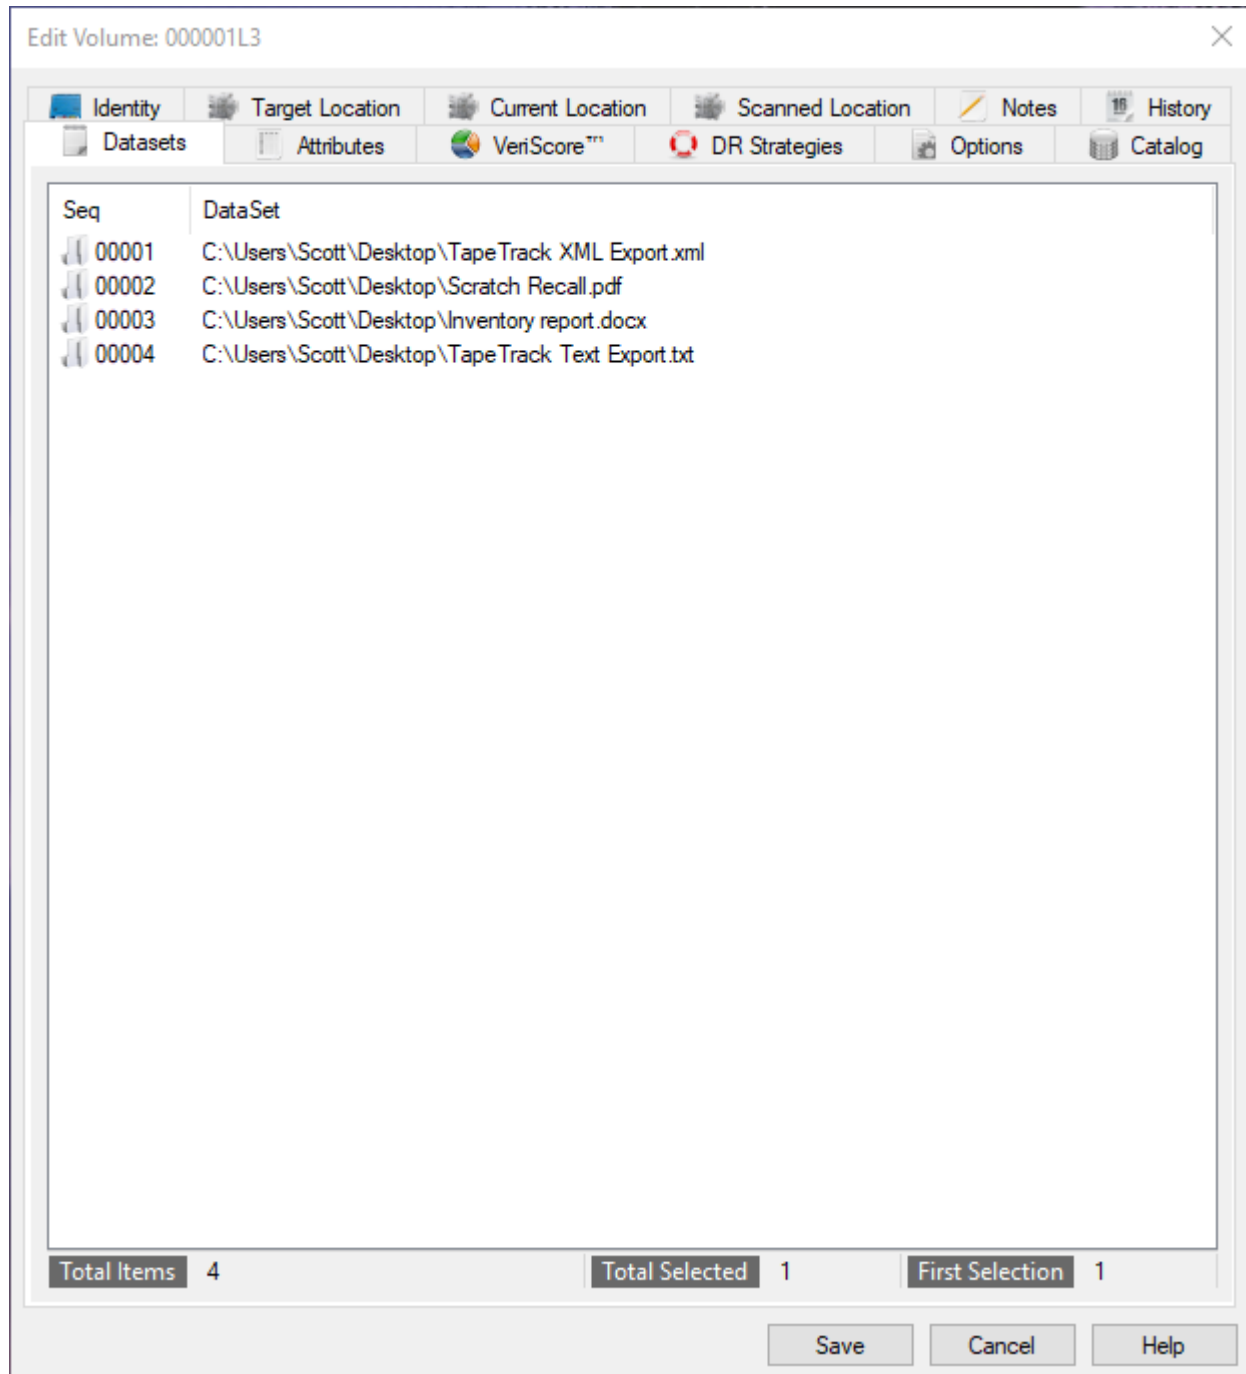 Edit Volume: 000001L3
Identity Target Location Current Location Scanned Location 16 Notes History
Datasets Attributes VeriScore™ DR Strategies Options Catalog
Seq DataSet
00001 C:\Users\Scott\Desktop\TapeTrack XML Export.xml
00002 C:\Users\Scott\Desktop\Scratch Recall.pdf
00003 C:\Users\Scott\Desktop\Inventory report.docx
00004 C:\Users\Scott\Desktop\TapeTrack Text Export.txt
Total Items 4 Total Selected 1 First Selection 1
Save Cancel Help